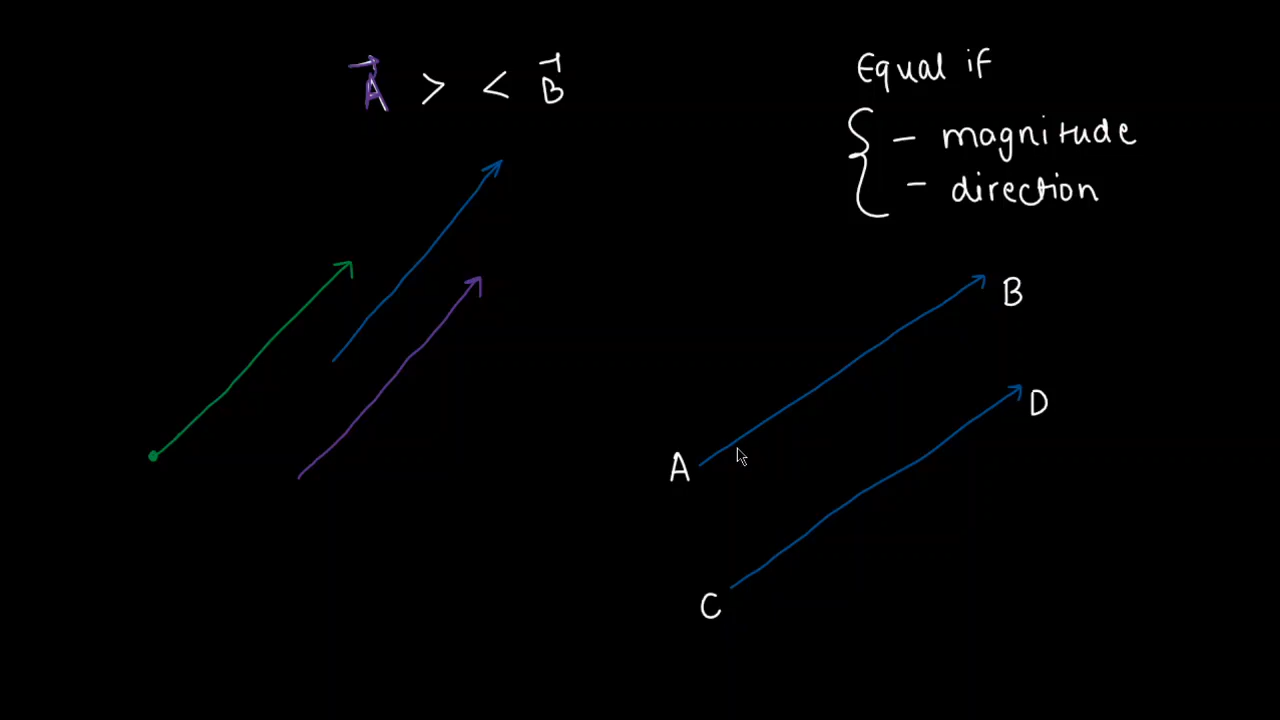 A⃗ > < B⃗
Equal if
{ - magnitude
- direction
B
D
A
C